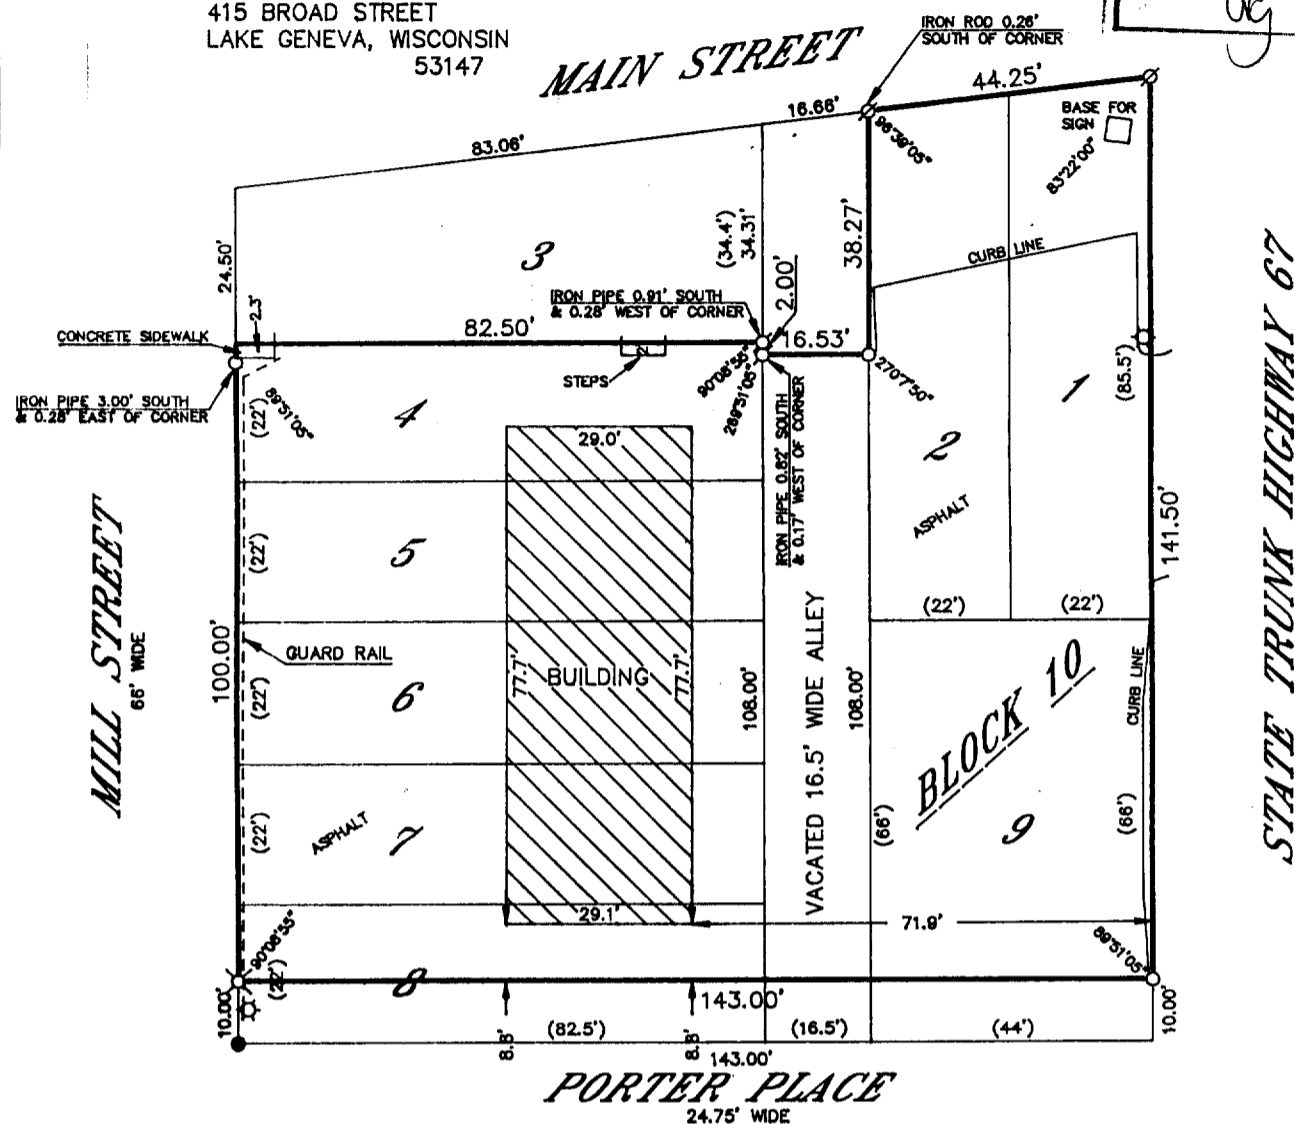 415 BROAD STREET
LAKE GENEVA, WISCONSIN
53147
MAIN STREET
IRON ROD 0.26'
SOUTH OF CORNER
44.25'
16.66'
83.06'
96°39'05"
BASE FOR
SIGN
83°22'00"
24.50'
3
(34.4')
34.31'
38.27'
CURB LINE
2.3'
IRON PIPE 0.91' SOUTH
& 0.28' WEST OF CORNER
2.00'
CONCRETE SIDEWALK
82.50'
16.53'
STEPS
90°08'55"
269°51'05"
270°7'50"
(85.5')
1
IRON PIPE 3.00' SOUTH
& 0.28' EAST OF CORNER
89°51'05"
(22')
4
29.0'
IRON PIPE 0.82' SOUTH
& 0.17' WEST OF CORNER
2
ASPHALT
141.50'
STATE TRUNK HIGHWAY 67
MILL STREET
66' WIDE
(22')
5
(22')
(22')
100.00'
GUARD RAIL
77.7'
BUILDING
77.7'
108.00'
VACATED 16.5' WIDE ALLEY
108.00'
BLOCK 10
CURB LINE
(22')
6
(22')
ASPHALT
7
(66')
9
(66')
29.1'
71.9'
90°08'55"
(22')
8
89°51'05"
143.00'
10.00'
8.8'
(82.5')
8.8'
(16.5')
(44')
10.00'
143.00'
PORTER PLACE
24.75' WIDE